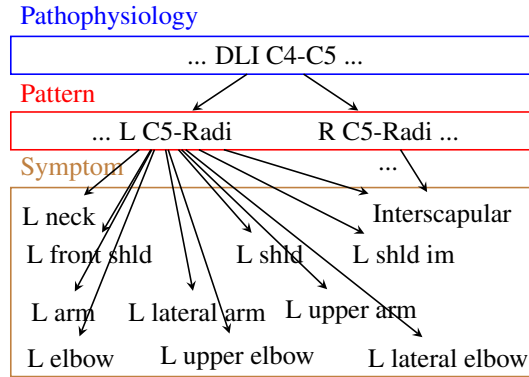 Pathophysiology
... DLI C4-C5 ...
Pattern
... L C5-Radi R C5-Radi ...
Symptom ...
L neck Interscapular
L front shld L shld L shld im
L arm L lateral arm L upper arm
L elbow L upper elbow L lateral elbow